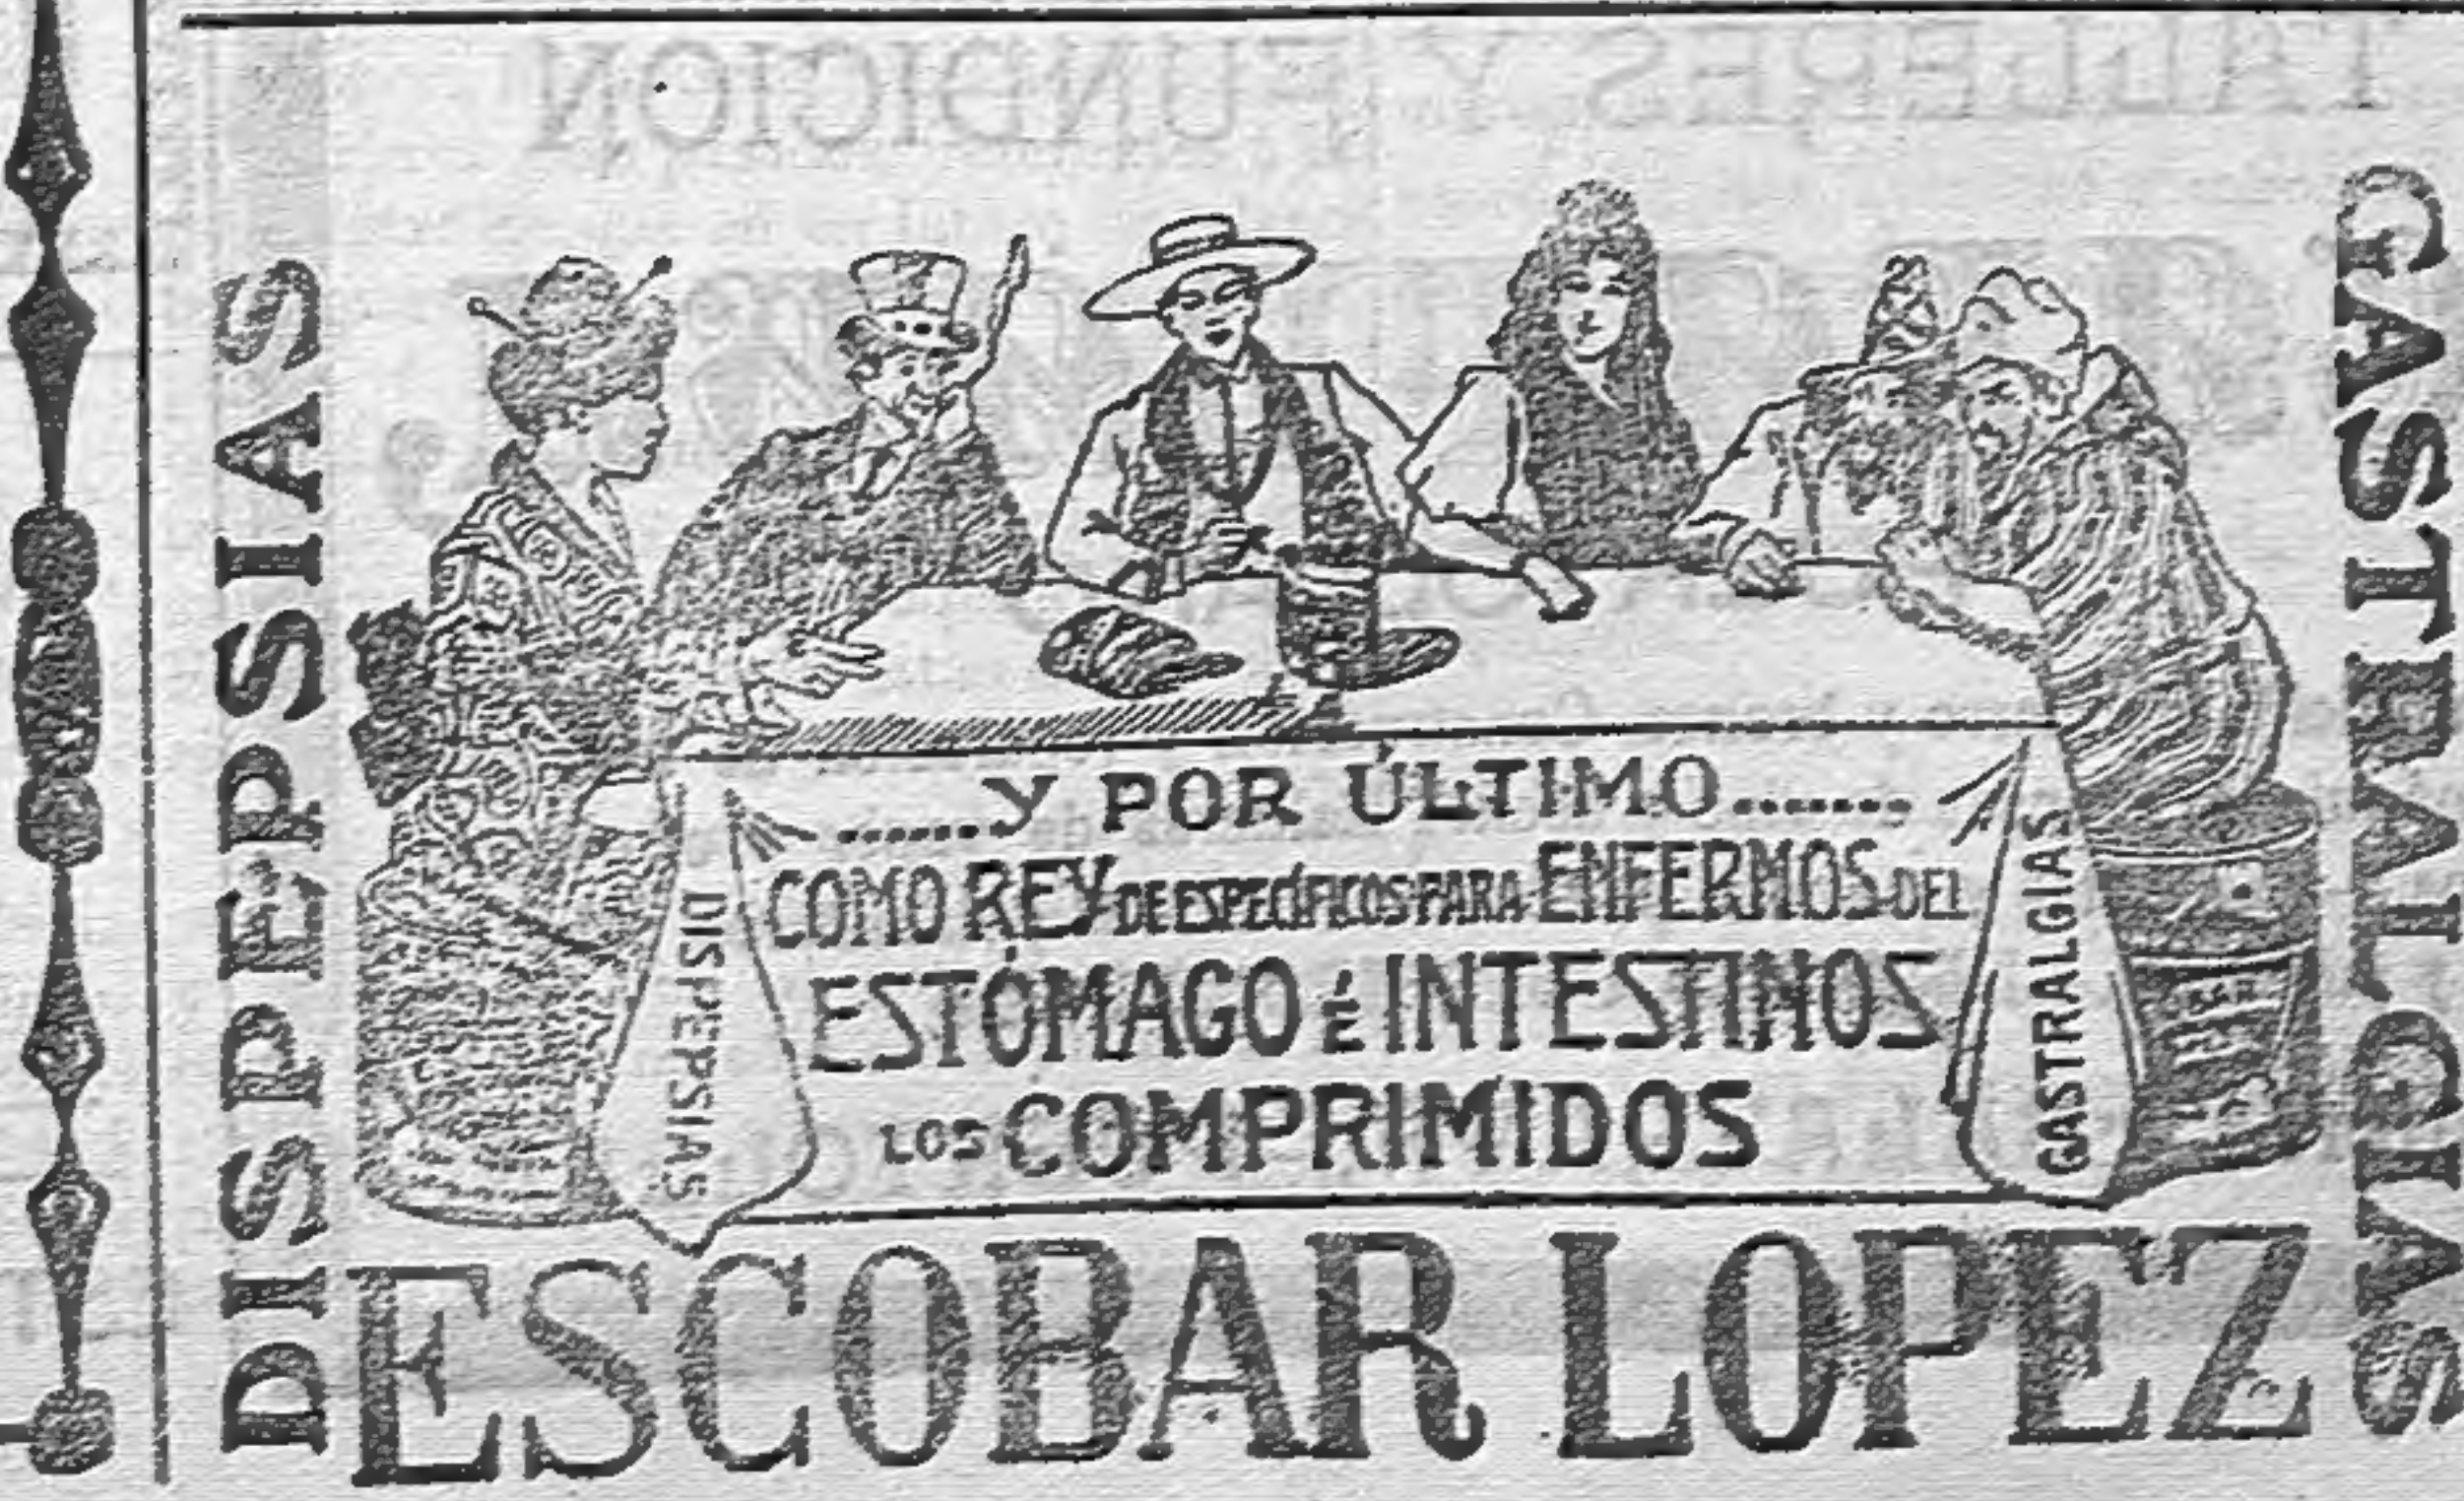 DISPEPSIAS
GASTRALGIAS
......Y POR ÚLTIMO.......
COMO REY DE ESPECÍFICOS PARA ENFERMOS DEL
ESTÓMAGO é INTESTINOS
LOS COMPRIMIDOS
DISPEPSIAS
GASTRALGIAS
ESCOBAR LOPEZ